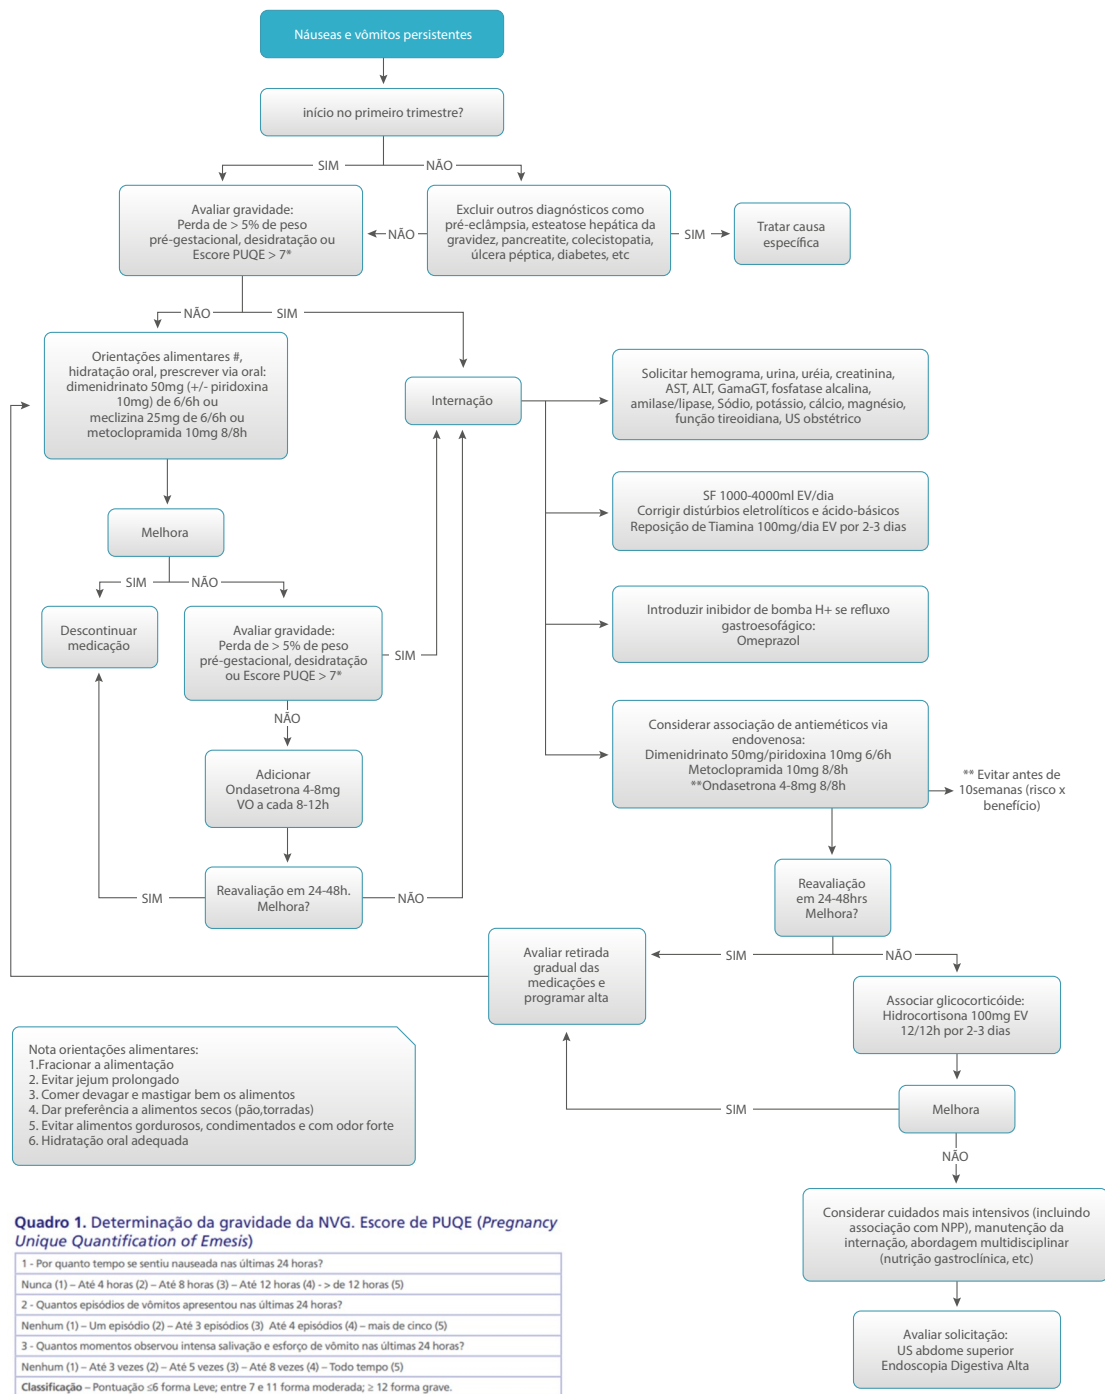 Náuseas e vômitos persistentes
início no primeiro trimestre?
SIM
NÃO
Avaliar gravidade:
Perda de > 5% de peso
pré-gestacional, desidratação ou
Escore PUQE > 7*
NÃO
Excluir outros diagnósticos como
pré-eclâmpsia, esteatose hepática da
gravidez, pancreatite, colecistopatia,
úlcera péptica, diabetes, etc
SIM
Tratar causa
específica
NÃO
SIM
Orientações alimentares #,
hidratação oral, prescrever via oral:
dimenidrinato 50mg (+/- piridoxina
10mg) de 6/6h ou
meclizina 25mg de 6/6h ou
metoclopramida 10mg 8/8h
Internação
Solicitar hemograma, urina, uréia, creatinina,
AST, ALT, GamaGT, fosfatase alcalina,
amilase/lipase, Sódio, potássio, cálcio, magnésio,
função tireoidiana, US obstétrico
SF 1000-4000ml EV/dia
Corrigir distúrbios eletrolíticos e ácido-básicos
Reposição de Tiamina 100mg/dia EV por 2-3 dias
Melhora
SIM
NÃO
Descontinuar
medicação
Avaliar gravidade:
Perda de > 5% de peso
pré-gestacional, desidratação
ou Escore PUQE > 7*
SIM
Introduzir inibidor de bomba H+ se refluxo
gastroesofágico:
Omeprazol
NÃO
Adicionar
Ondasetrona 4-8mg
VO a cada 8-12h
Considerar associação de antieméticos via
endovenosa:
Dimenidrinato 50mg/piridoxina 10mg 6/6h
Metoclopramida 10mg 8/8h
**Ondasetrona 4-8mg 8/8h
** Evitar antes de
10semanas (risco x
benefício)
SIM
Reavaliação em 24-48h.
Melhora?
NÃO
Reavaliação
em 24-48hrs
Melhora?
SIM
NÃO
Avaliar retirada
gradual das
medicações e
programar alta
Associar glicocorticóide:
Hidrocortisona 100mg EV
12/12h por 2-3 dias
SIM
Melhora
NÃO
Nota orientações alimentares:
1.Fracionar a alimentação
2. Evitar jejum prolongado
3. Comer devagar e mastigar bem os alimentos
4. Dar preferência a alimentos secos (pão,torradas)
5. Evitar alimentos gordurosos, condimentados e com odor forte
6. Hidratação oral adequada
Considerar cuidados mais intensivos (incluindo
associação com NPP), manutenção da
internação, abordagem multidisciplinar
(nutrição gastroclínica, etc)
Avaliar solicitação:
US abdome superior
Endoscopia Digestiva Alta
Quadro 1. Determinação da gravidade da NVG. Escore de PUQE (Pregnancy
Unique Quantification of Emesis)
1 - Por quanto tempo se sentiu nauseada nas últimas 24 horas?
Nunca (1) – Até 4 horas (2) – Até 8 horas (3) – Até 12 horas (4) - > de 12 horas (5)
2 - Quantos episódios de vômitos apresentou nas últimas 24 horas?
Nenhum (1) – Um episódio (2) – Até 3 episódios (3) Até 4 episódios (4) – mais de cinco (5)
3 - Quantos momentos observou intensa salivação e esforço de vômito nas últimas 24 horas?
Nenhum (1) – Até 3 vezes (2) – Até 5 vezes (3) – Até 8 vezes (4) – Todo tempo (5)
Classificação – Pontuação ≤6 forma Leve; entre 7 e 11 forma moderada; ≥ 12 forma grave.